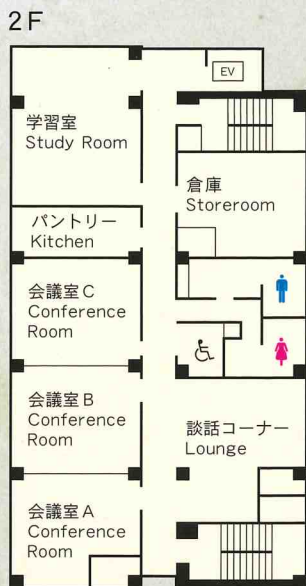 2F
EV
学習室
Study Room
倉庫
Storeroom
パントリー
Kitchen
会議室C
Conference
Room
会議室B
Conference
Room
談話コーナー
Lounge
会議室A
Conference
Room